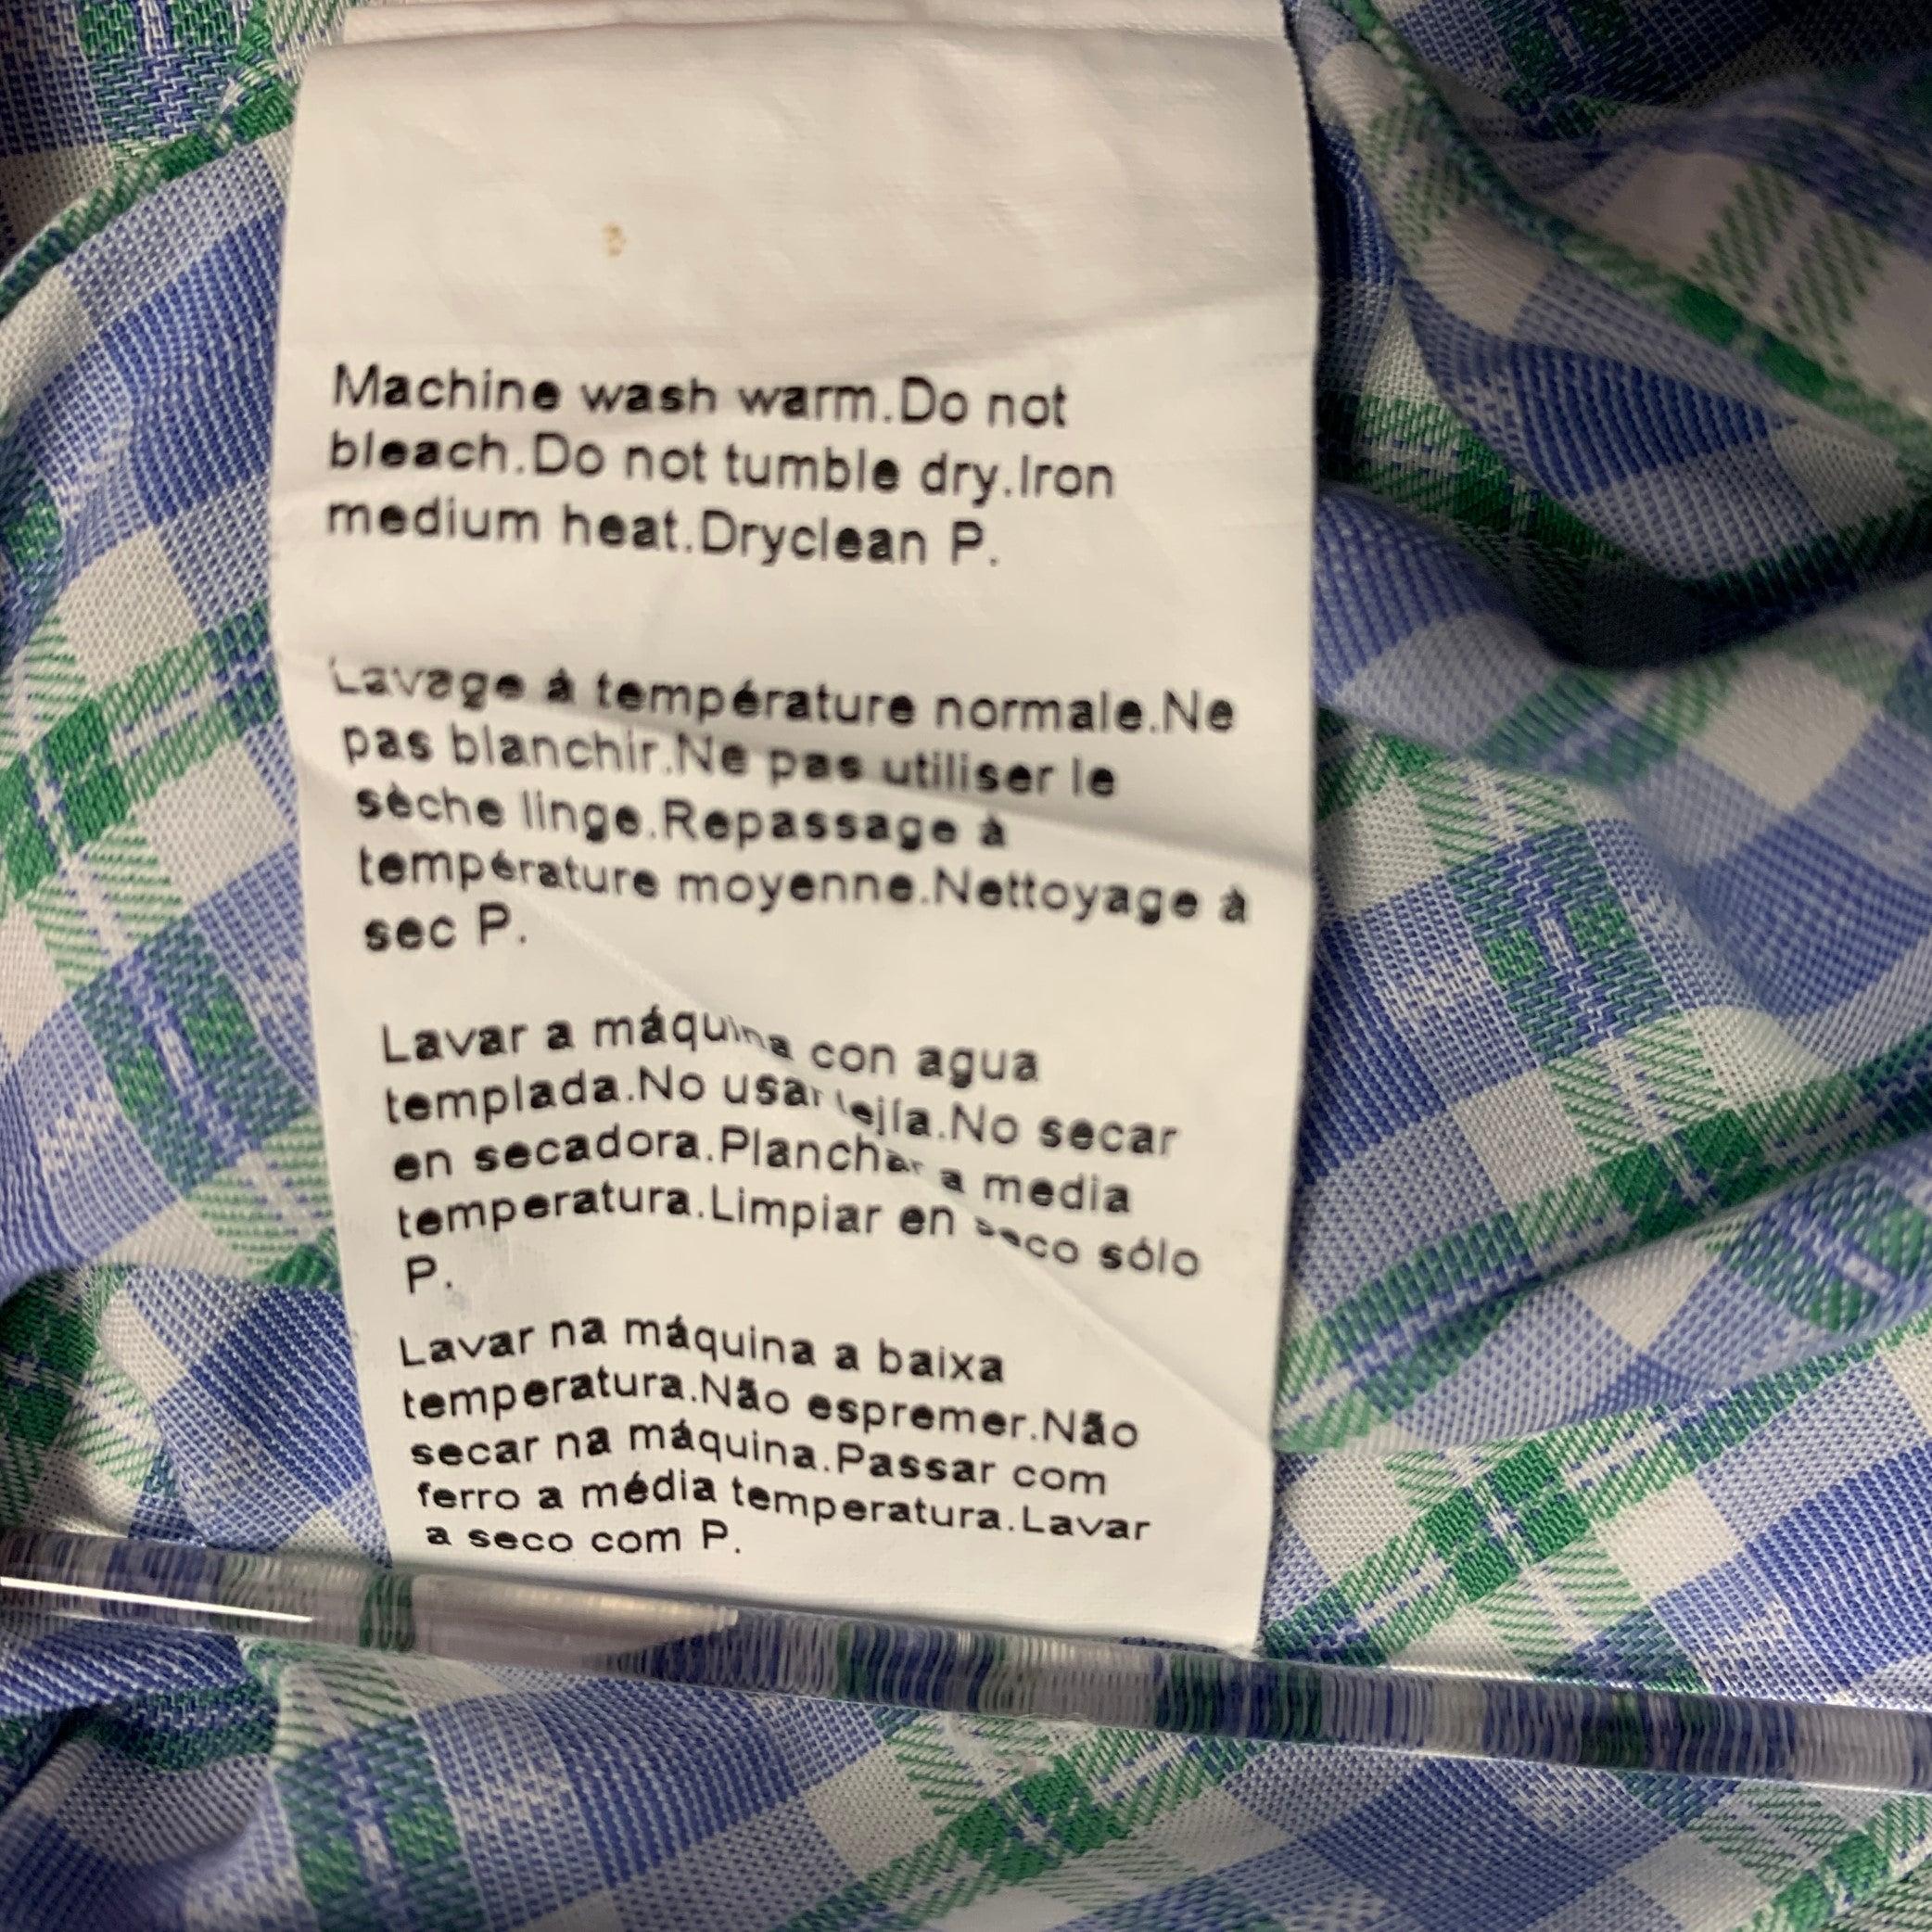 Machine wash warm.Do not
bleach.Do not tumble dry.Iron
medium heat.Dryclean P.
Lavage à température normale.Ne
pas blanchir.Ne pas utiliser le
sèche linge.Repassage à
température moyenne.Nettoyage à
sec P.
Lavar a máquina con agua
templada.No usar lejía.No secar
en secadora.Planchar a media
temperatura.Limpiar en seco sólo
P.
Lavar na máquina a baixa
temperatura.Não espremer.Não
secar na máquina.Passar com
ferro a média temperatura.Lavar
a seco com P.